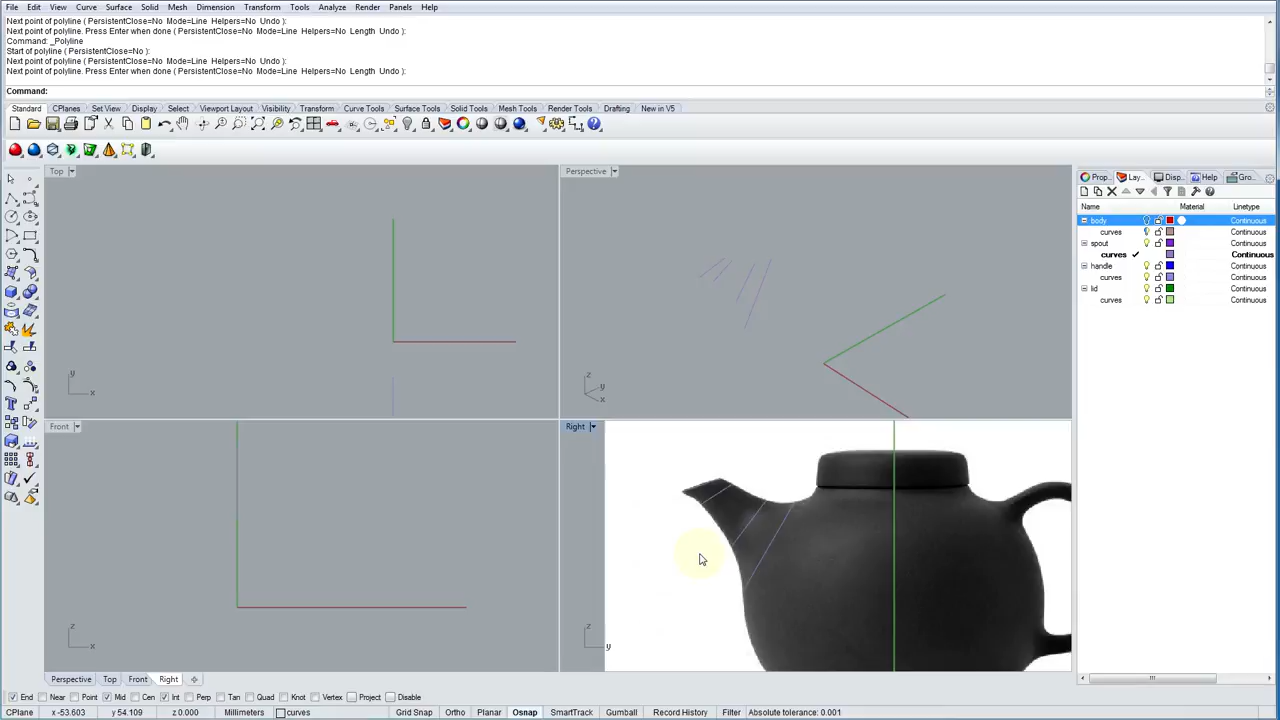 File Edit View Curve Surface Solid Mesh Dimension Transform Tools Analyze Render Panels Help
Next point of polyline ( PersistentClose=No Mode=Line Helpers=No Undo ):
Next point of polyline. Press Enter when done ( PersistentClose=No Mode=Line Helpers=No Length Undo ):
Command: _Polyline
Start of polyline ( PersistentClose=No ):
Next point of polyline ( PersistentClose=No Mode=Line Helpers=No Undo ):
Next point of polyline. Press Enter when done ( PersistentClose=No Mode=Line Helpers=No Length Undo ):
Command:
Standard CPlanes Set View Display Select Viewport Layout Visibility Transform Curve Tools Surface Tools Solid Tools Mesh Tools Render Tools Drafting New in V5
Top Perspective
Prop... Lay... Disp... Help Gro...
Name Material Linetype
body Continuous
curves Continuous
spout Continuous
curves Continuous
handle Continuous
curves Continuous
lid Continuous
curves Continuous
y x
z y x
Front Right
z x
z y
Perspective Top Front Right
End Near Point Mid Cen Int Perp Tan Quad Knot Vertex Project Disable
CPlane x -53.603 y 54.109 z 0.000 Millimeters curves Grid Snap Ortho Planar Osnap SmartTrack Gumball Record History Filter Absolute tolerance: 0.001